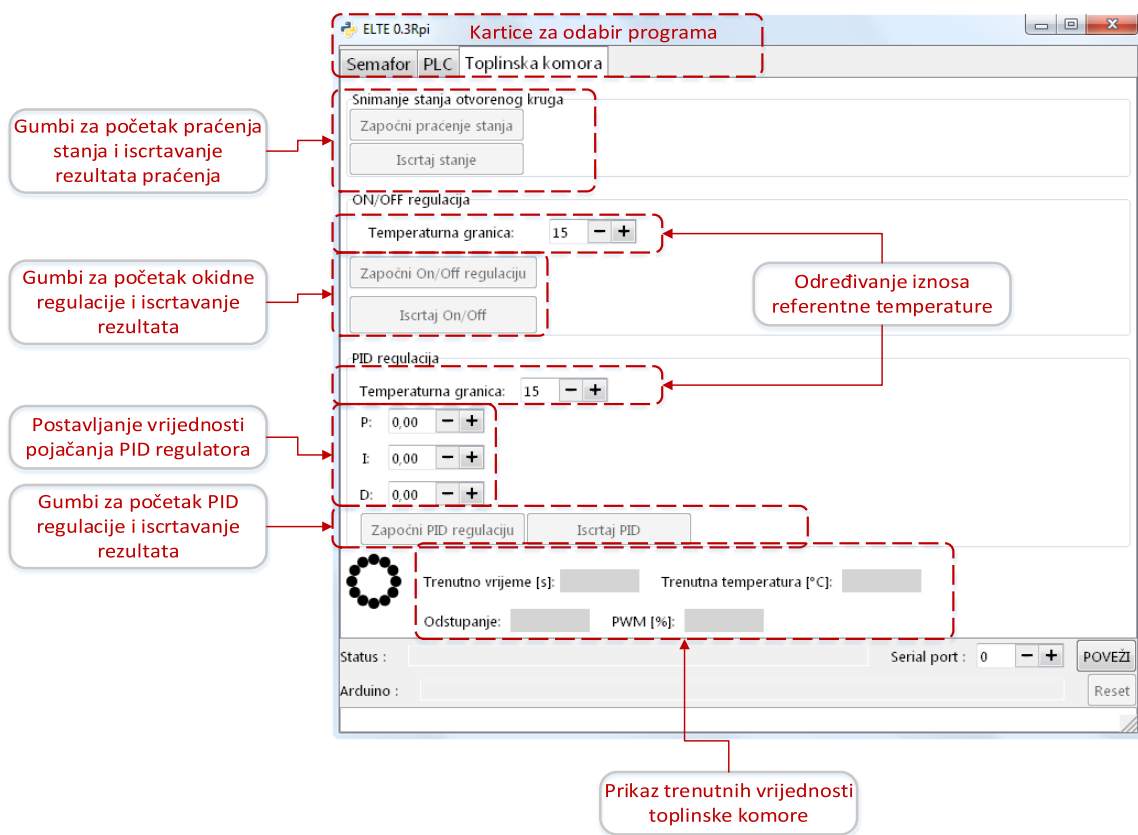 ELTE 0.3Rpi
Kartice za odabir programa
Semafor PLC Toplinska komora
Snimanje stanja otvorenog kruga
Započni praćenje stanja
Iscrtaj stanje
Gumbi za početak praćenja
stanja i iscrtavanje
rezultata praćenja
ON/OFF regulacija
Temperaturna granica: 15 − +
Započni On/Off regulaciju
Iscrtaj On/Off
Gumbi za početak okidne
regulacije i iscrtavanje
rezultata
Određivanje iznosa
referentne temperature
PID regulacija
Temperaturna granica: 15 − +
P: 0,00 − +
I: 0,00 − +
D: 0,00 − +
Postavljanje vrijednosti
pojačanja PID regulatora
Gumbi za početak PID
regulacije i iscrtavanje
rezultata
Započni PID regulaciju Iscrtaj PID
Trenutno vrijeme [s]: Trenutna temperatura [°C]:
Odstupanje: PWM [%]:
Status : Serial port : 0 − + POVEŽI
Arduino : Reset
Prikaz trenutnih vrijednosti
toplinske komore